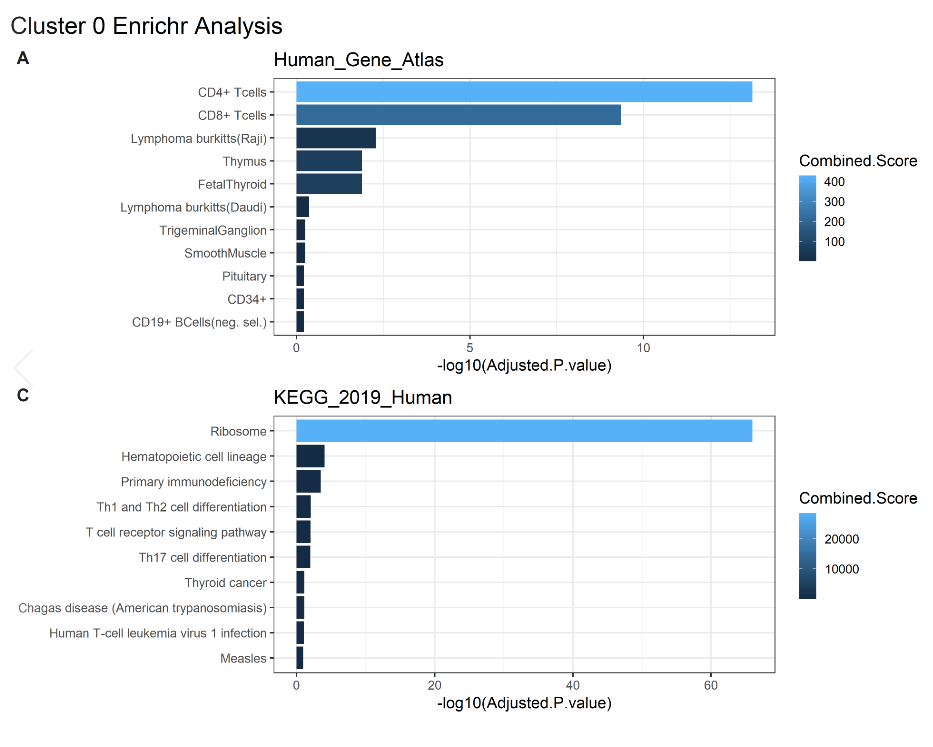 Cluster 0 Enrichr Analysis
A
Human_Gene_Atlas
CD4+ Tcells
CD8+ Tcells
Lymphoma burkitts(Raji)
Thymus
FetalThyroid
Lymphoma burkitts(Daudi)
TrigeminalGanglion
SmoothMuscle
Pituitary
CD34+
CD19+ BCells(neg. sel.)
0 5 10
-log10(Adjusted.P.value)
Combined.Score
400
300
200
100
C
KEGG_2019_Human
Ribosome
Hematopoietic cell lineage
Primary immunodeficiency
Th1 and Th2 cell differentiation
T cell receptor signaling pathway
Th17 cell differentiation
Thyroid cancer
Chagas disease (American trypanosomiasis)
Human T-cell leukemia virus 1 infection
Measles
0 20 40 60
-log10(Adjusted.P.value)
Combined.Score
20000
10000